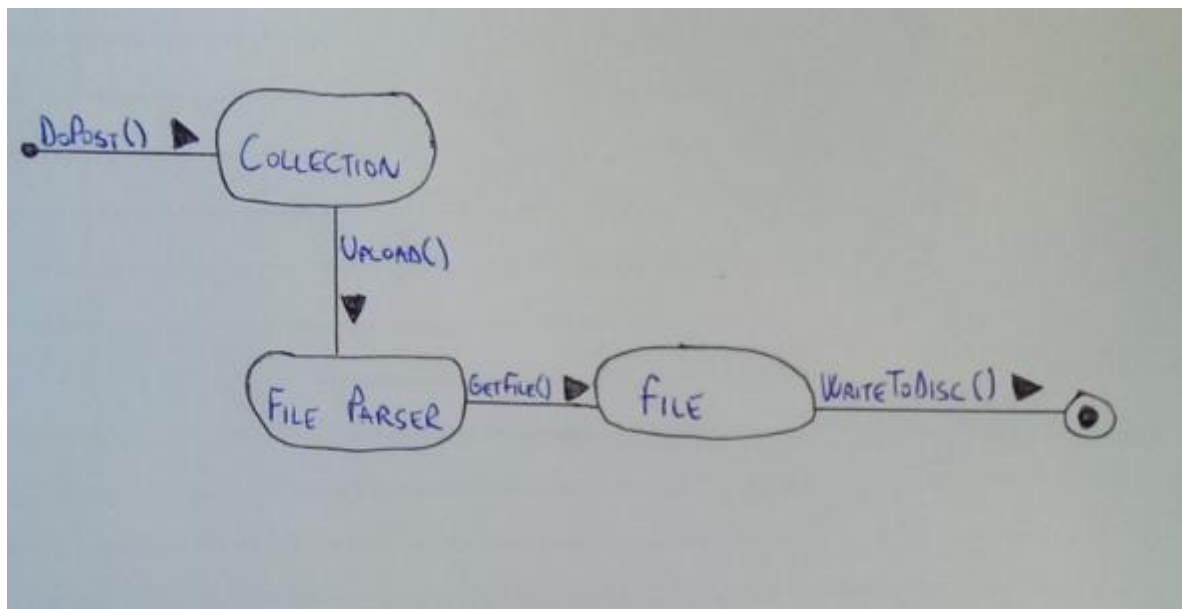 DoPost()
COLLECTION
UPLOAD()
FILE PARSER
GETFILE()
FILE
WRITETODISC()